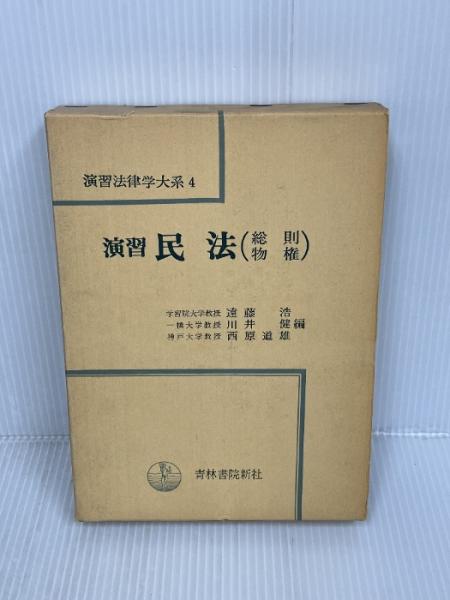 演習法律学大系4
演習 民法(総則 物権)
学習院大学教授 遠藤 浩
一橋大学教授 川井 健 編
神戸大学教授 西原道雄
青林書院新社